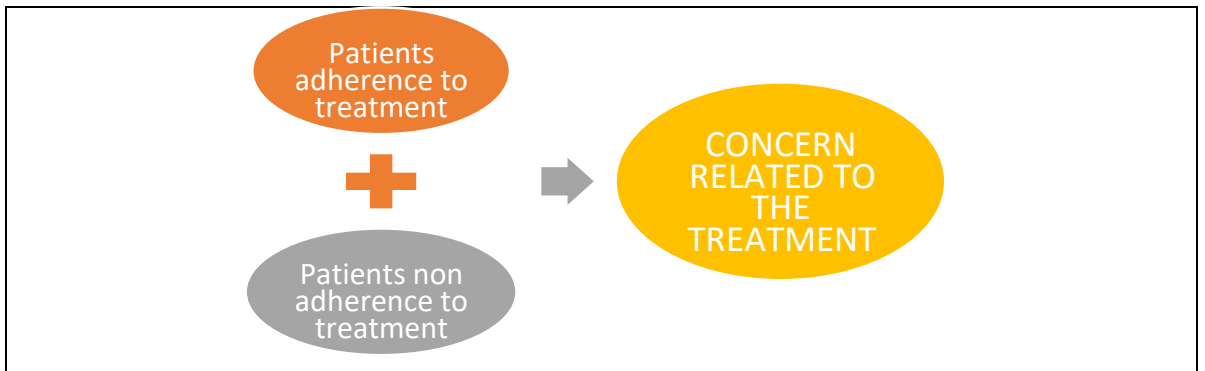 Patients
adherence to
treatment
CONCERN
RELATED TO
THE
TREATMENT
Patients non
adherence to
treatment